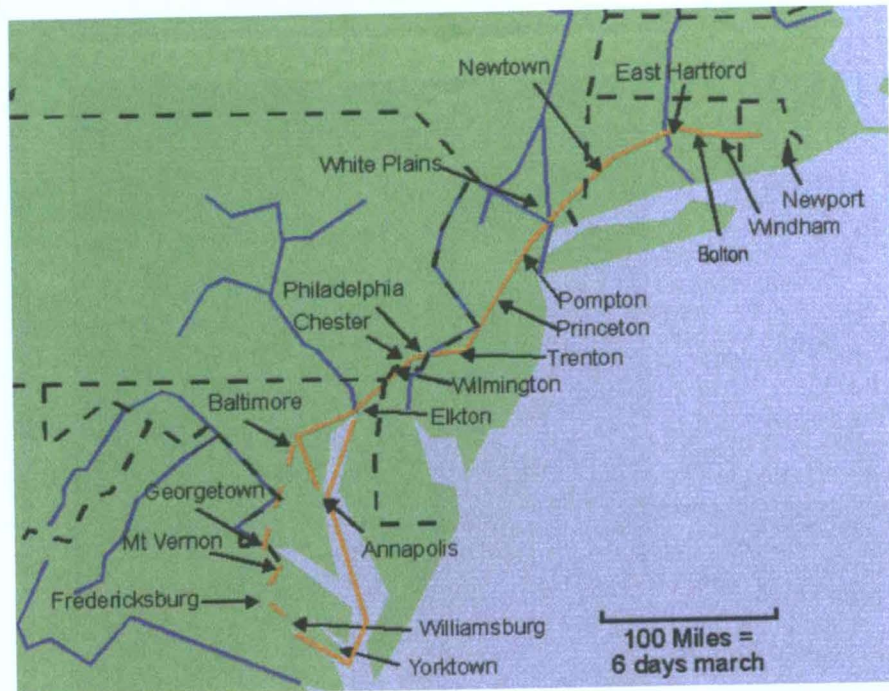 Newtown
East Hartford
White Plains
Newport
Windham
Bolton
Philadelphia
Pompton
Chester
Princeton
Trenton
Wilmington
Baltimore
Elkton
Georgetown
Mt Vernon
Annapolis
Fredericksburg
Williamsburg
100 Miles =
6 days march
Yorktown